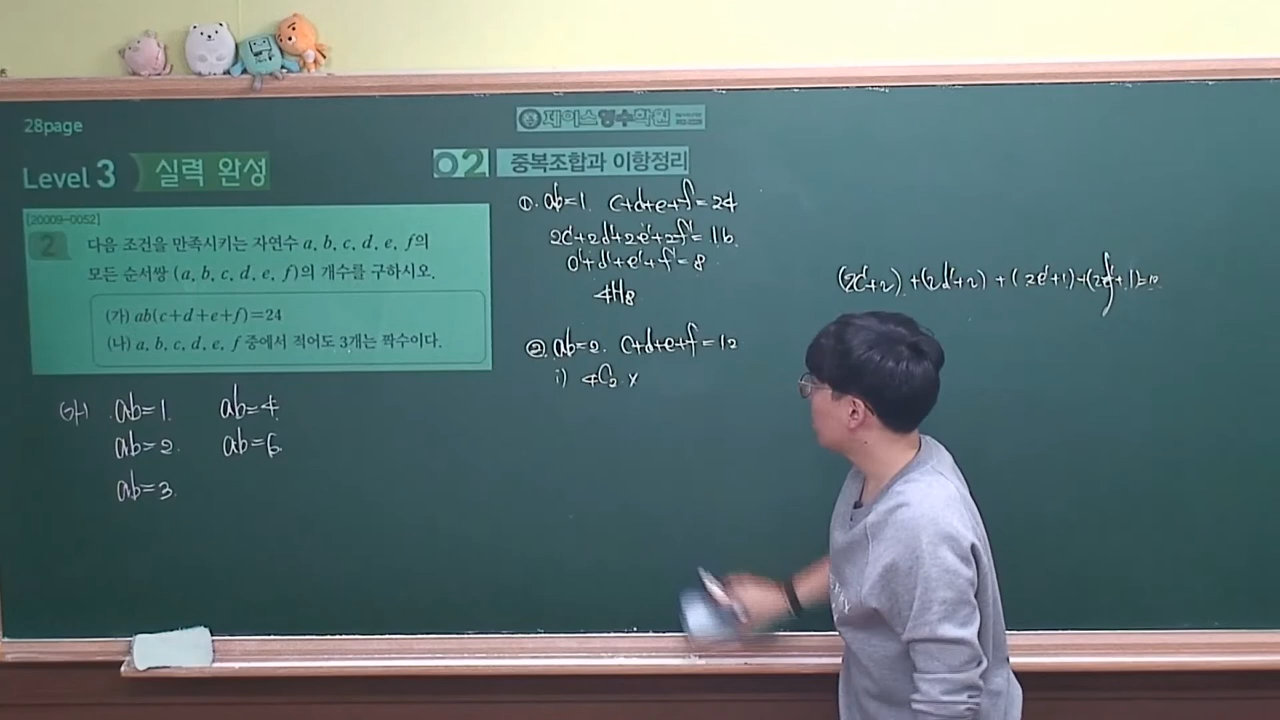 28page
제이스영수학원
Level 3 실력 완성
02 중복조합과 이항정리
[20009-0052]
2 다음 조건을 만족시키는 자연수 a, b, c, d, e, f의
모든 순서쌍 (a, b, c, d, e, f)의 개수를 구하시오.
(가) ab(c+d+e+f)=24
(나) a, b, c, d, e, f 중에서 적어도 3개는 짝수이다.
ab=1. ab=4.
ab=2. ab=6.
ab=3.
①. ab=1. c+d+e+f=24
2c'+2d'+2e'+2f'=16.
c'+d'+e'+f'=8
4H8
②. ab=2. c+d+e+f=12
i) 4C2 ×
(2c'+2)+(2d'+2)+(2e'+1)+(2f'+1)=12